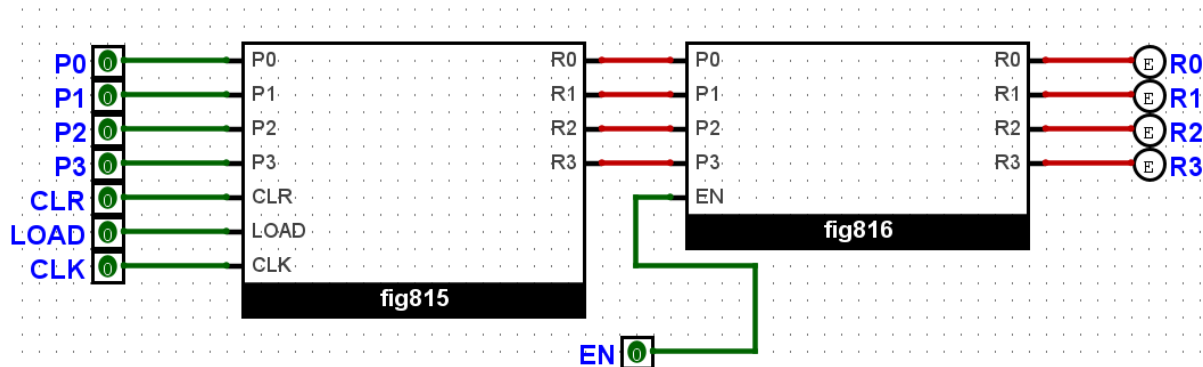 P0 0 P0 R0 P0 R0 E R0
P1 0 P1 R1 P1 R1 E R1
P2 0 P2 R2 P2 R2 E R2
P3 0 P3 R3 P3 R3 E R3
CLR 0 CLR EN
LOAD 0 LOAD fig816
CLK 0 CLK
fig815
EN 0